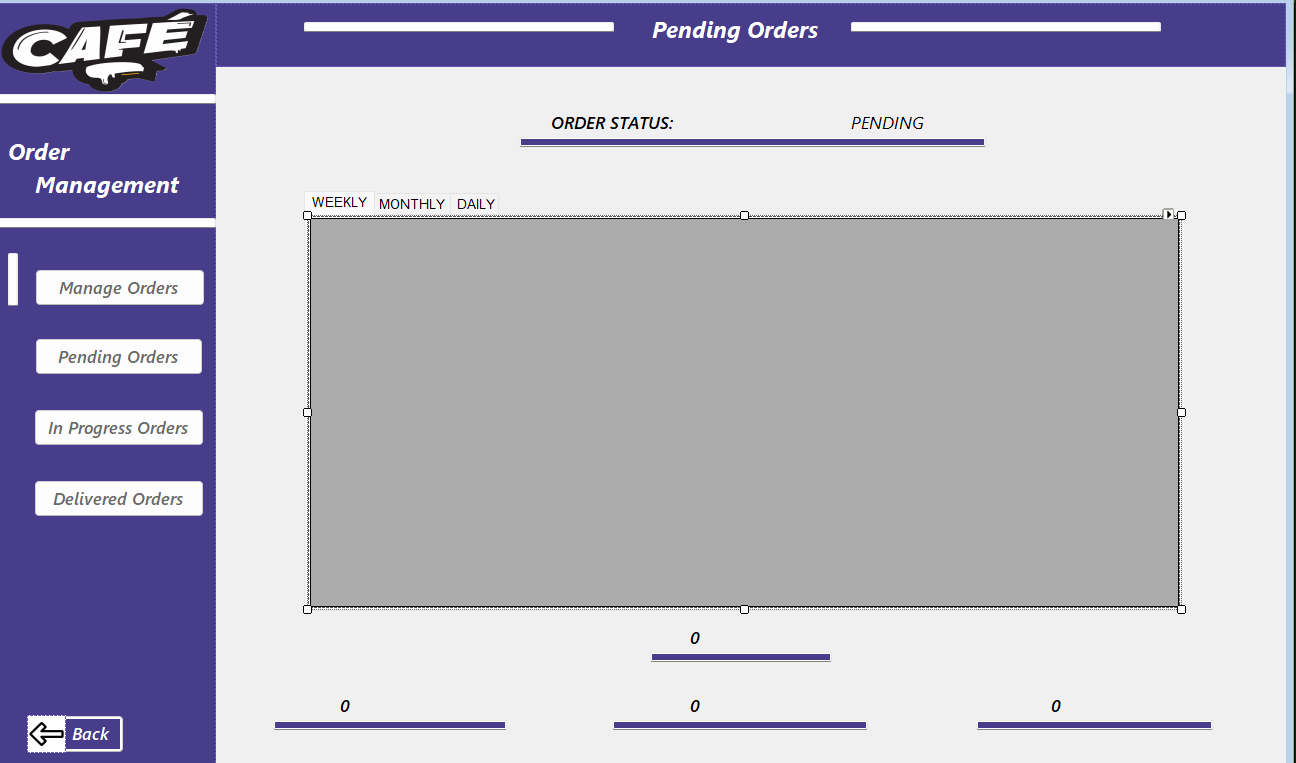 CAFÉ
Pending Orders
Order
Management
ORDER STATUS: PENDING
WEEKLY MONTHLY DAILY
Manage Orders
Pending Orders
In Progress Orders
Delivered Orders
0
0 0 0
Back